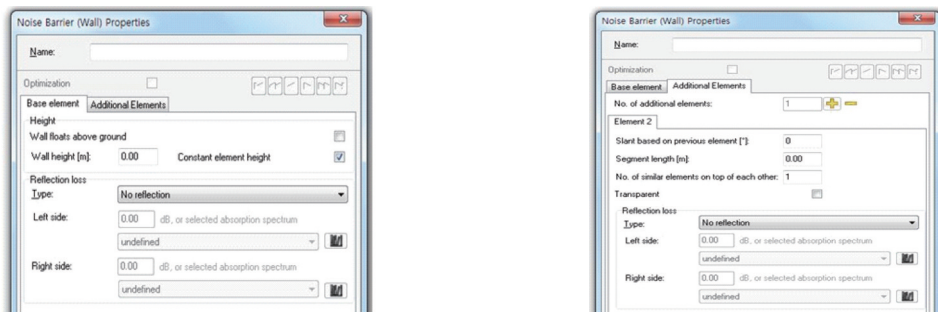 Noise Barrier (Wall) Properties
Name:
Optimization
Base element Additional Elements
Height
Wall floats above ground
Wall height [m]: 0.00 Constant element height
Reflection loss
Type: No reflection
Left side: 0.00 dB, or selected absorption spectrum
undefined
Right side: 0.00 dB, or selected absorption spectrum
undefined
Noise Barrier (Wall) Properties
Name:
Optimization
Base element Additional Elements
No. of additional elements: 1
Element 2
Slant based on previous element [°]: 0
Segment length [m]: 0.00
No. of similar elements on top of each other: 1
Transparent
Reflection loss
Type: No reflection
Left side: 0.00 dB, or selected absorption spectrum
undefined
Right side: 0.00 dB, or selected absorption spectrum
undefined